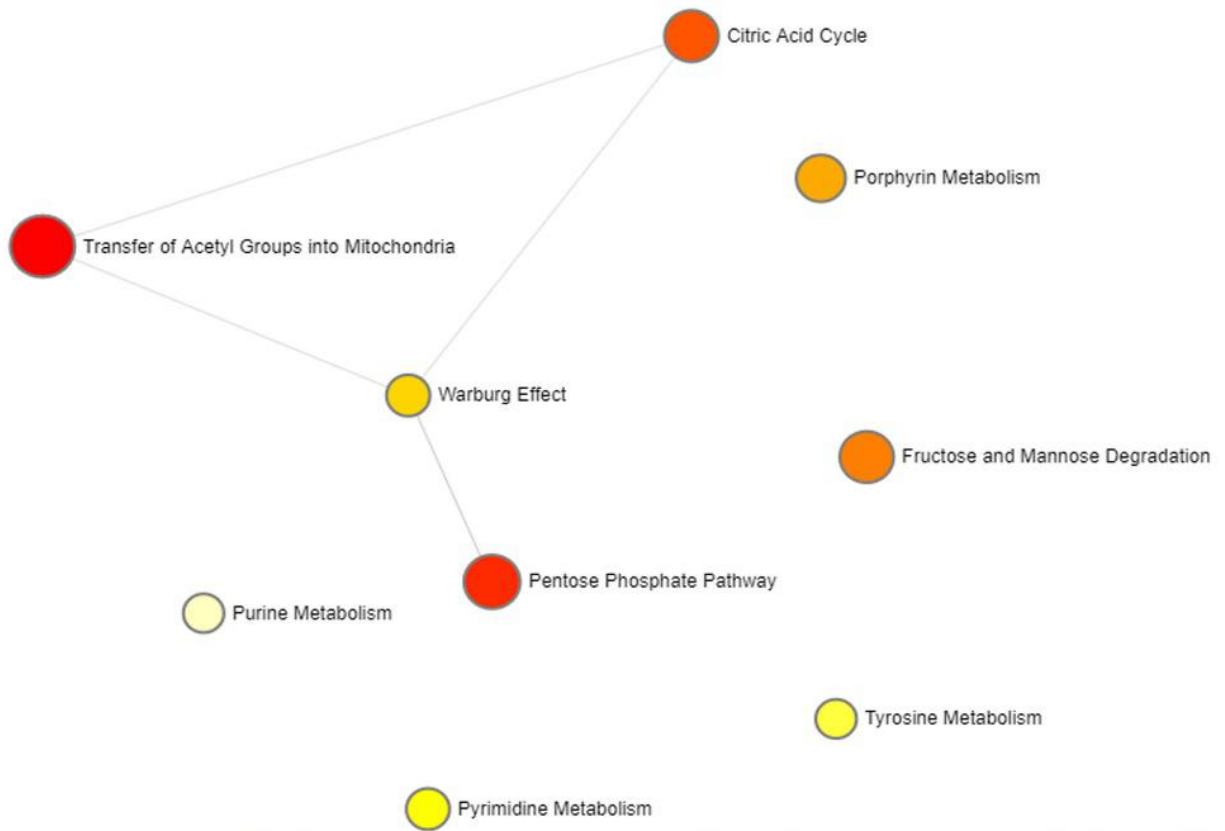 Citric Acid Cycle
Porphyrin Metabolism
Transfer of Acetyl Groups into Mitochondria
Warburg Effect
Fructose and Mannose Degradation
Pentose Phosphate Pathway
Purine Metabolism
Tyrosine Metabolism
Pyrimidine Metabolism